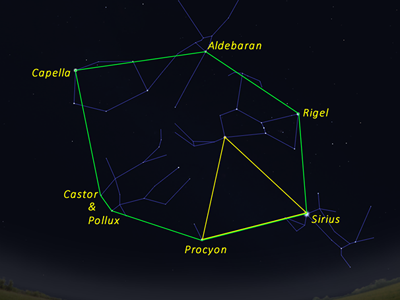 Aldebaran
Capella
Rigel
Castor
&
Pollux
Sirius
Procyon